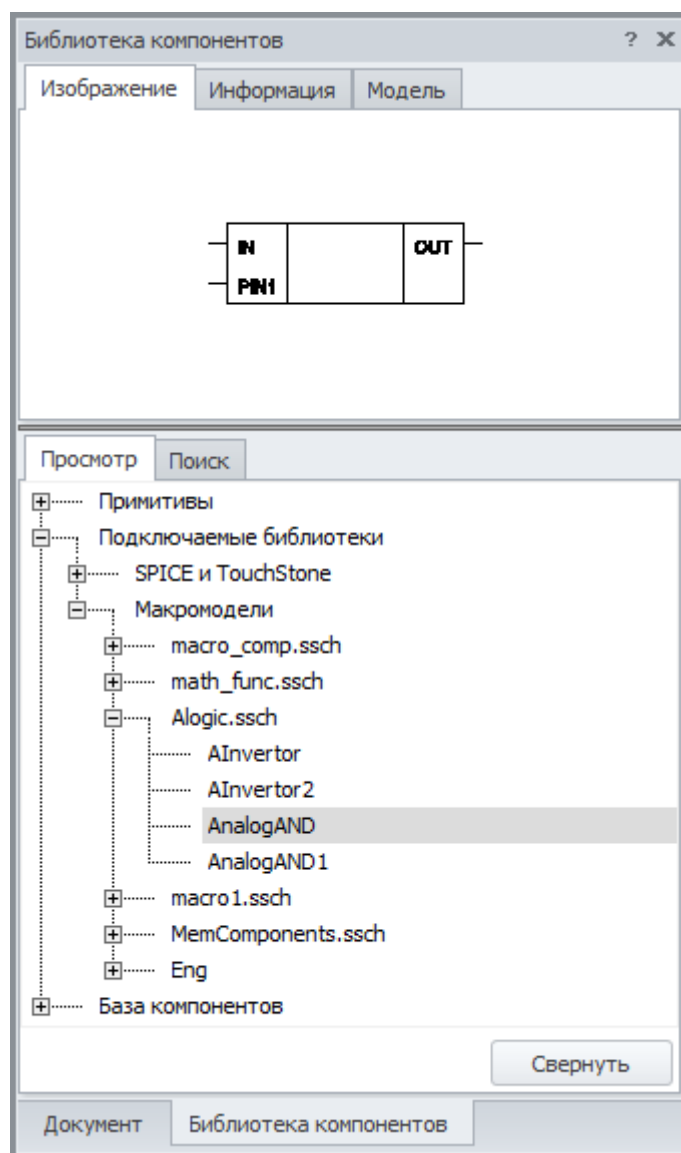 Библиотека компонентов ? X
Изображение Информация Модель
IN OUT
PIN1
Просмотр Поиск
Примитивы
Подключаемые библиотеки
SPICE и TouchStone
Макромодели
macro_comp.ssch
math_func.ssch
Alogic.ssch
AInvertor
AInvertor2
AnalogAND
AnalogAND1
macro1.ssch
MemComponents.ssch
Eng
База компонентов
Свернуть
Документ Библиотека компонентов